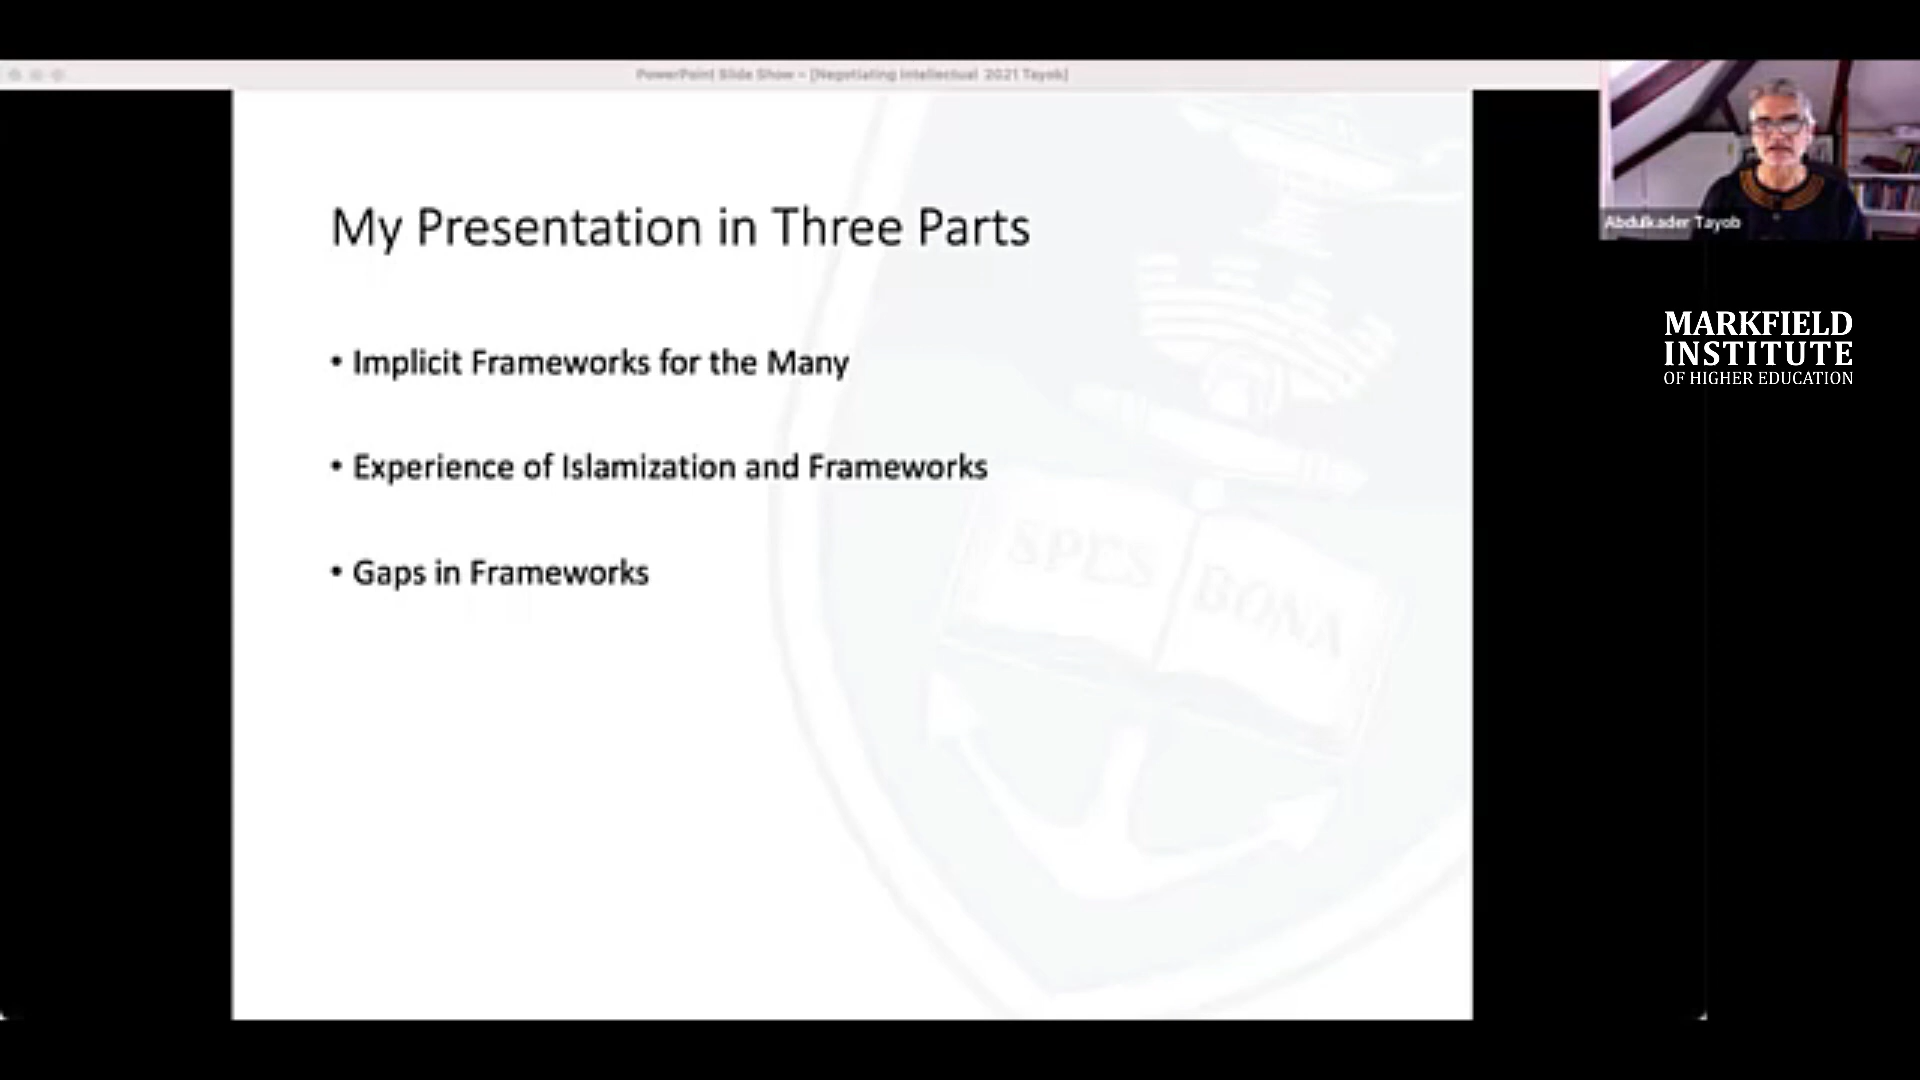 PowerPoint Slide Show - [Negotiating Intellectual 2021 Tayob]
Abdulkader Tayob
My Presentation in Three Parts
MARKFIELD
INSTITUTE
OF HIGHER EDUCATION
• Implicit Frameworks for the Many
• Experience of Islamization and Frameworks
• Gaps in Frameworks
SPES BONA